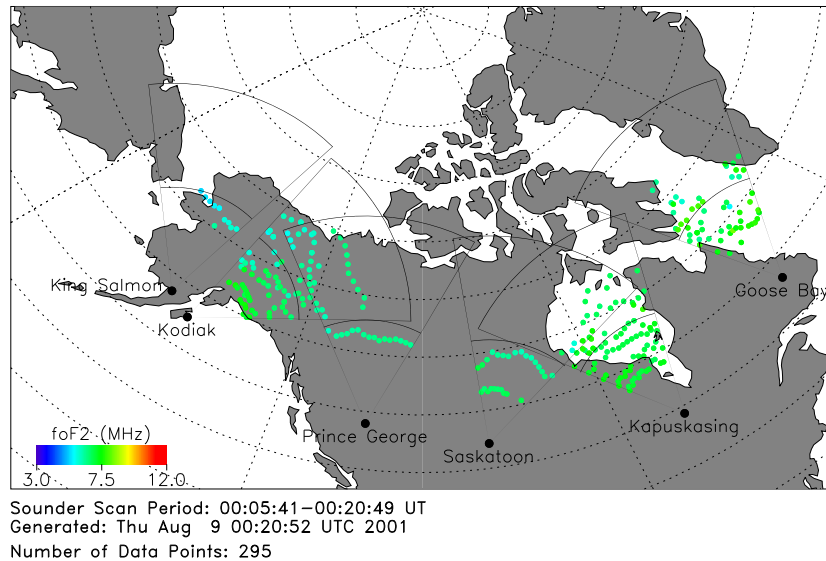 King Salmon
Kodiak
Goose Bay
Prince George
Saskatoon
Kapuskasing
foF2 (MHz)
3.0 7.5 12.0
Sounder Scan Period: 00:05:41-00:20:49 UT
Generated: Thu Aug  9 00:20:52 UTC 2001
Number of Data Points: 295